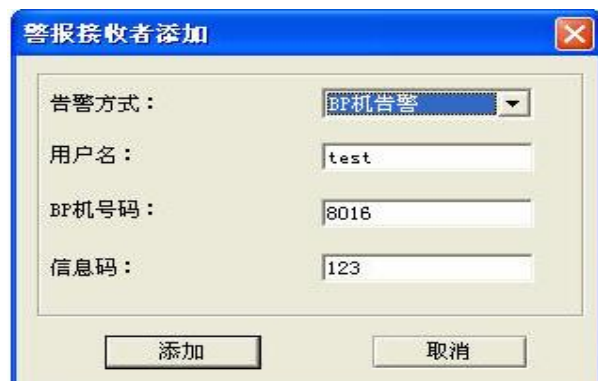 警报接收者添加
告警方式： BP机告警
用户名： test
BP机号码： 8016
信息码： 123
添加 取消